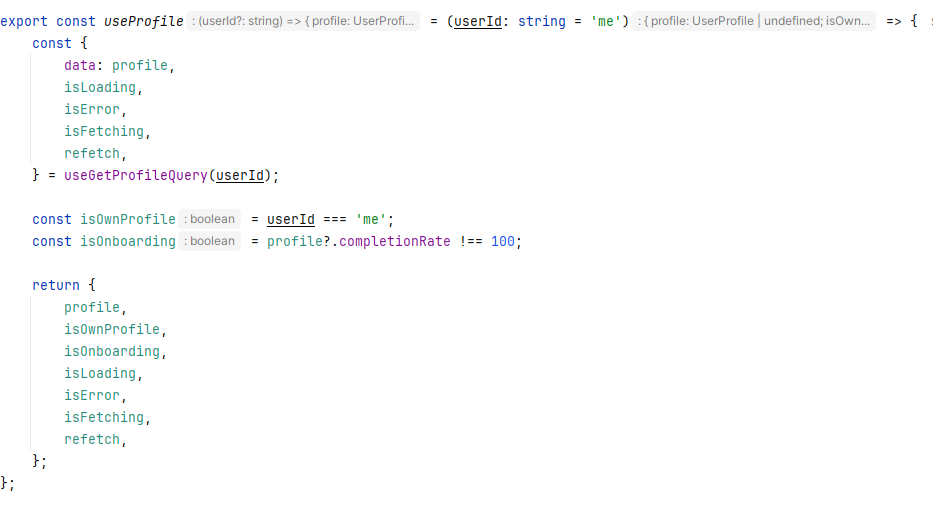 export const useProfile : (userId?: string) => { profile: UserProfi... = (userId: string = 'me') : { profile: UserProfile | undefined; isOwn... => {
const {
data: profile,
isLoading,
isError,
isFetching,
refetch,
} = useGetProfileQuery(userId);
const isOwnProfile : boolean = userId === 'me';
const isOnboarding : boolean = profile?.completionRate !== 100;
return {
profile,
isOwnProfile,
isOnboarding,
isLoading,
isError,
isFetching,
refetch,
};
};